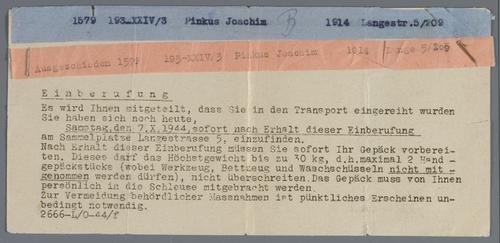 1579 193-XXIV/3 Pinkus Joachim B 1914 Langestr.5/209
Ausgeschieden 1579 193-XXIV/3 Pinkus Joachim 1914 Lange 5/209
Einberufung
Es wird Ihnen mitgeteilt, dass Sie in den Transport eingereiht wurden
Sie haben sich noch heute,
Samstag,den 7.X.1944,sofort nach Erhalt dieser Einberufung
am Sammelplatze Langestrasse 5, einzufinden.
Nach Erhalt dieser Einberufung müssen Sie sofort Ihr Gepäck vorberei-
ten. Dieses darf das Höchstgewicht bis zu 30 kg, d.h.maximal 2 Hand-
gepäckstücke (wobei Werkzeug, Bettzeug und Waschschüsseln nicht mit-
genommen werden dürfen), nicht überschreiten.Das Gepäck muss von Ihnen
persönlich in die Schleuse mitgebracht werden.
Zur Vermeidung behördlicher Massnahmen ist pünktliches Erscheinen un-
bedingt notwendig.
2666-L/O-44/f